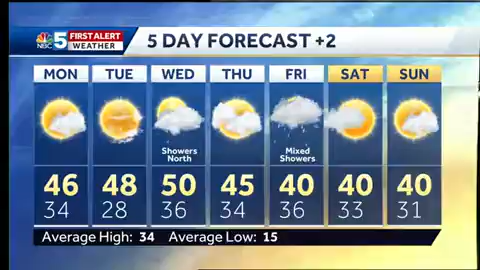 NBC 5 FIRST ALERT WEATHER
5 DAY FORECAST +2
MON TUE WED THU FRI SAT SUN
Showers North
Mixed Showers
46 48 50 45 40 40 40
34 28 36 34 36 33 31
Average High: 34 Average Low: 15